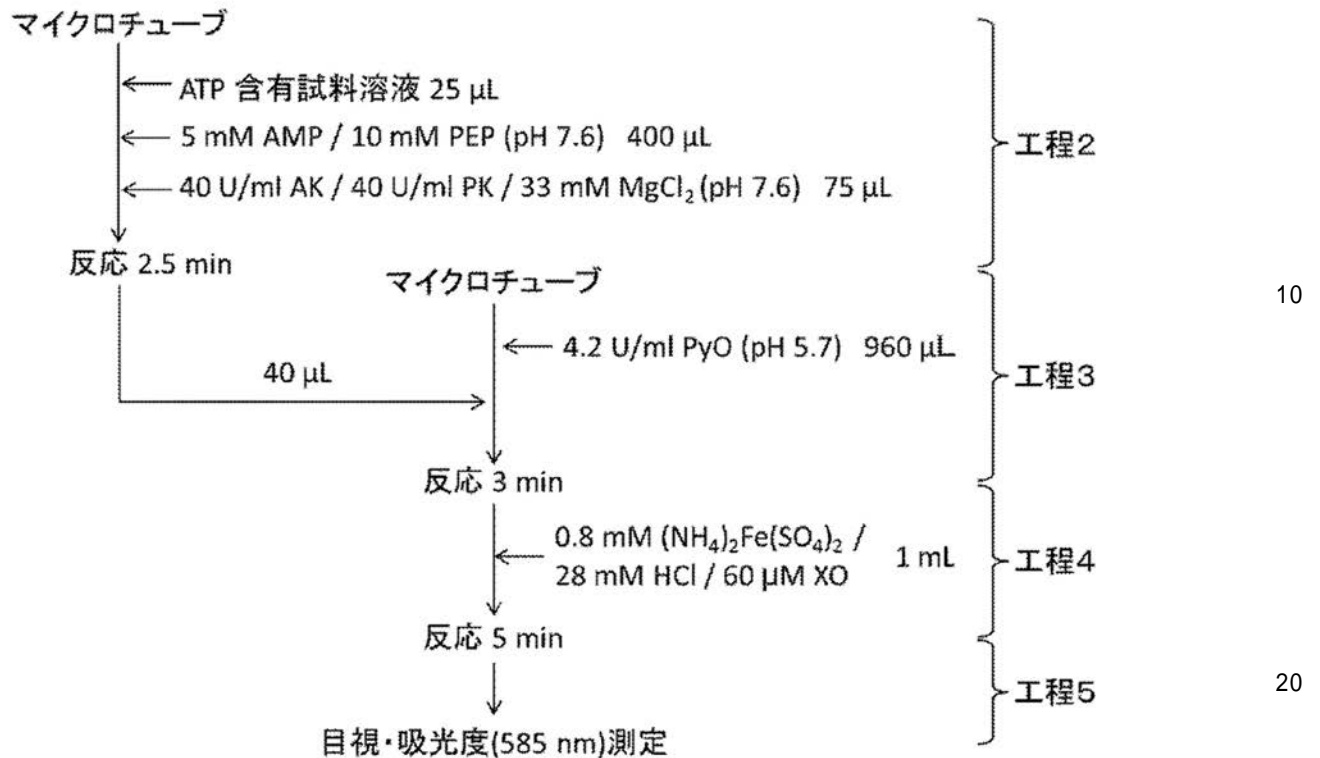 マイクロチューブ
ATP 含有試料溶液 25 µL
5 mM AMP / 10 mM PEP (pH 7.6) 400 µL
40 U/ml AK / 40 U/ml PK / 33 mM MgCl₂ (pH 7.6) 75 µL
工程2
反応 2.5 min
マイクロチューブ
10
4.2 U/ml PyO (pH 5.7) 960 µL
40 µL
工程3
反応 3 min
0.8 mM (NH₄)₂Fe(SO₄)₂ /
28 mM HCl / 60 µM XO
1 mL
工程4
反応 5 min
工程5
20
目視・吸光度(585 nm)測定